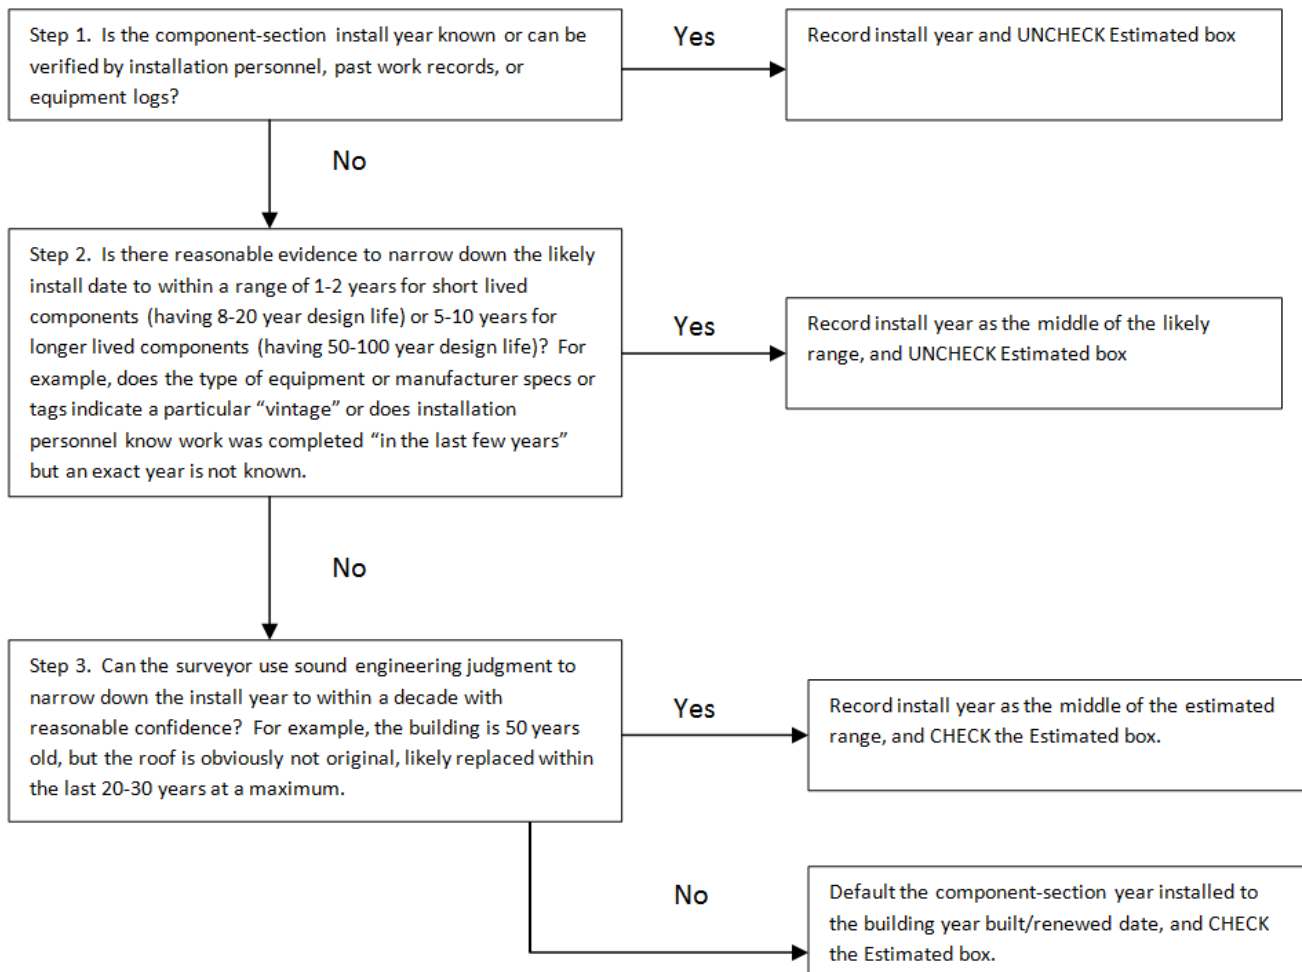 Step 1.  Is the component-section install year known or can be
verified by installation personnel, past work records, or
equipment logs?
Yes
Record install year and UNCHECK Estimated box
No
Step 2.  Is there reasonable evidence to narrow down the likely
install date to within a range of 1-2 years for short lived
components (having 8-20 year design life) or 5-10 years for
longer lived components (having 50-100 year design life)?  For
example, does the type of equipment or manufacturer specs or
tags indicate a particular “vintage” or does installation
personnel know work was completed “in the last few years”
but an exact year is not known.
Yes
Record install year as the middle of the likely
range, and UNCHECK Estimated box
No
Step 3.  Can the surveyor use sound engineering judgment to
narrow down the install year to within a decade with
reasonable confidence?  For example, the building is 50 years
old, but the roof is obviously not original, likely replaced within
the last 20-30 years at a maximum.
Yes
Record install year as the middle of the estimated
range, and CHECK the Estimated box.
No
Default the component-section year installed to
the building year built/renewed date, and CHECK
the Estimated box.